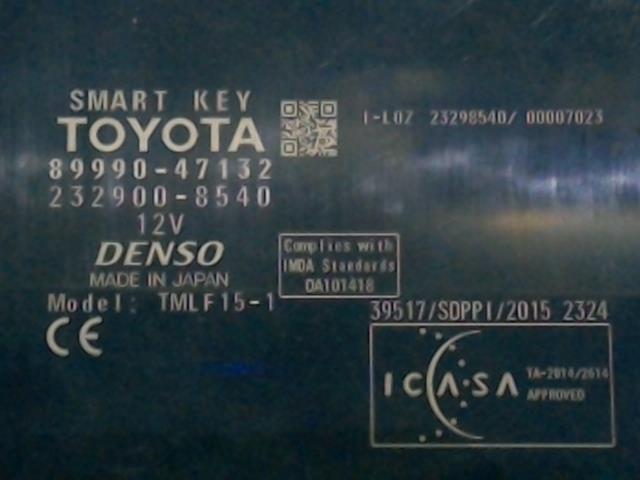 SMART KEY
TOYOTA
89990-47132
232900-8540
12V
DENSO
MADE IN JAPAN
Model: TMLF15-1
CE
I-LOZ 23298540/ 00007023
Complies with
IMDA Standards
DA101418
39517/SDPPI/2015 2324
ICASA
TA-2014/2614
APPROVED